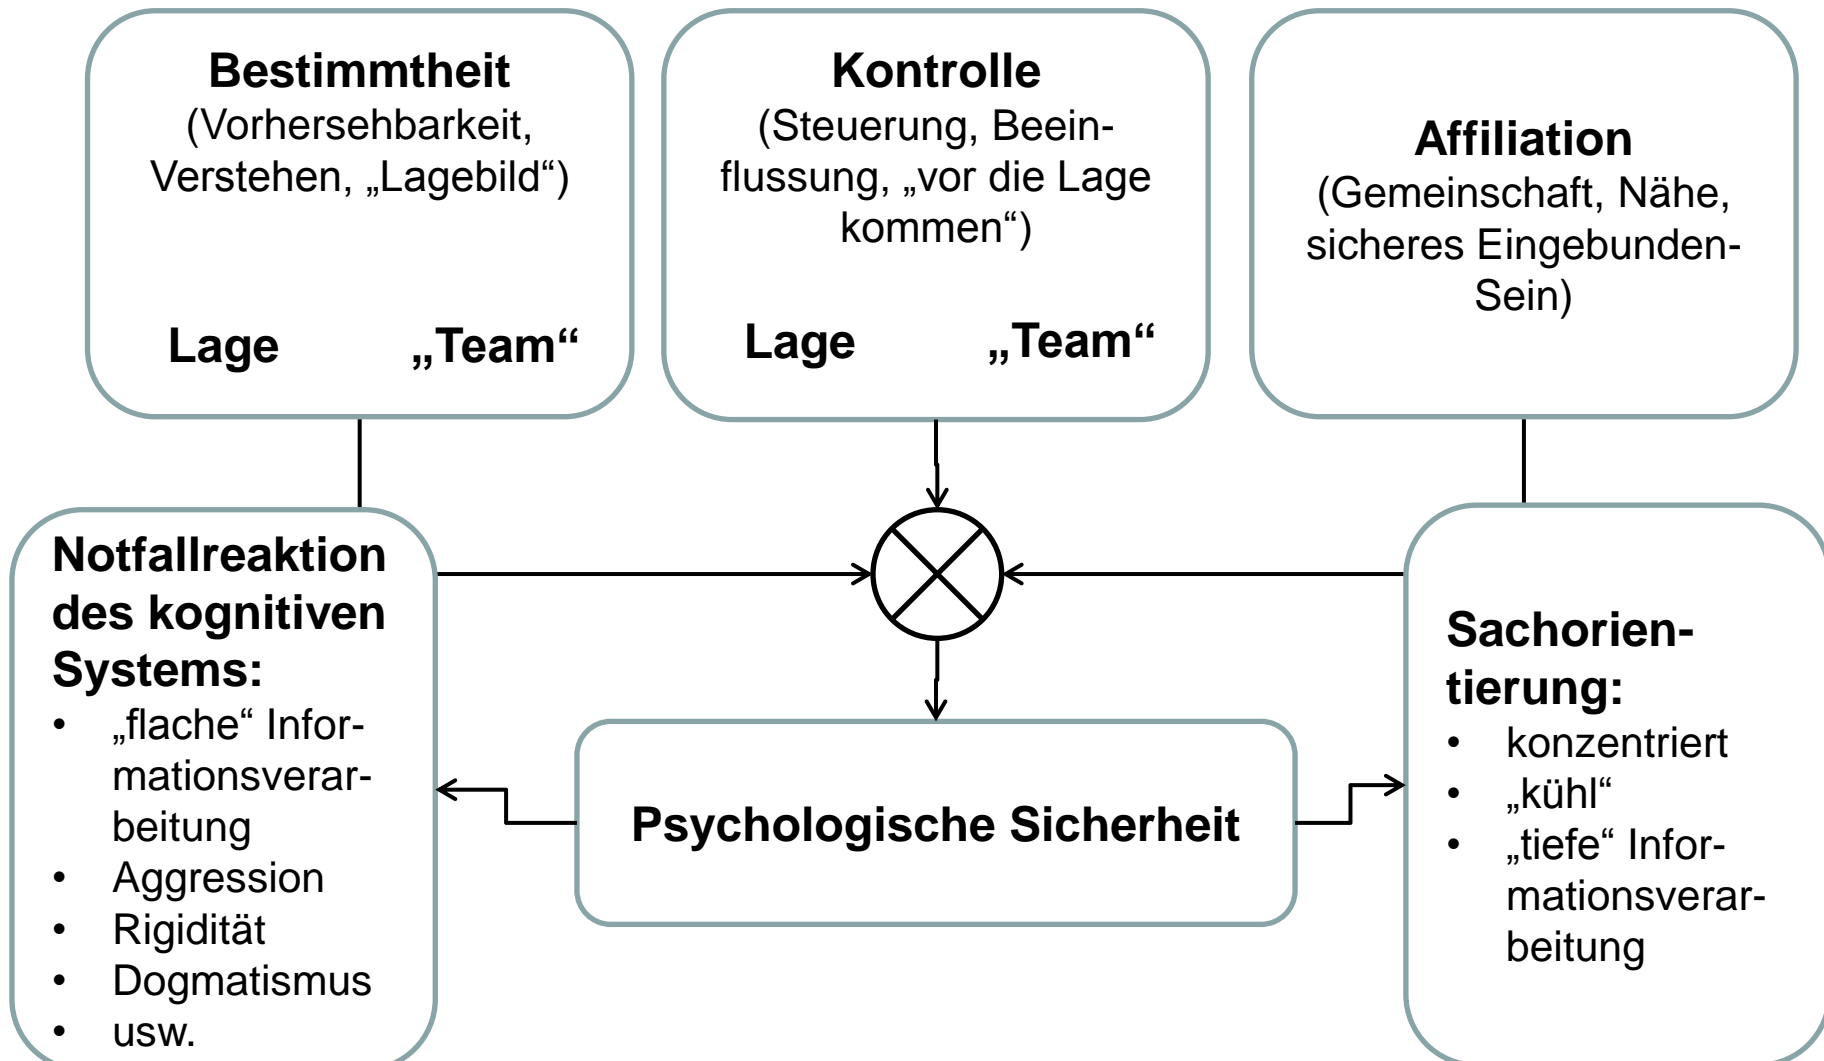 Bestimmtheit
(Vorhersehbarkeit,
Verstehen, „Lagebild“)
Lage „Team“
Kontrolle
(Steuerung, Beein-
flussung, „vor die Lage
kommen“)
Lage „Team“
Affiliation
(Gemeinschaft, Nähe,
sicheres Eingebunden-
Sein)
Notfallreaktion
des kognitiven
Systems:
• „flache“ Infor-
mationsverar-
beitung
• Aggression
• Rigidität
• Dogmatismus
• usw.
Psychologische Sicherheit
Sachorien-
tierung:
• konzentriert
• „kühl“
• „tiefe“ Infor-
mationsverar-
beitung